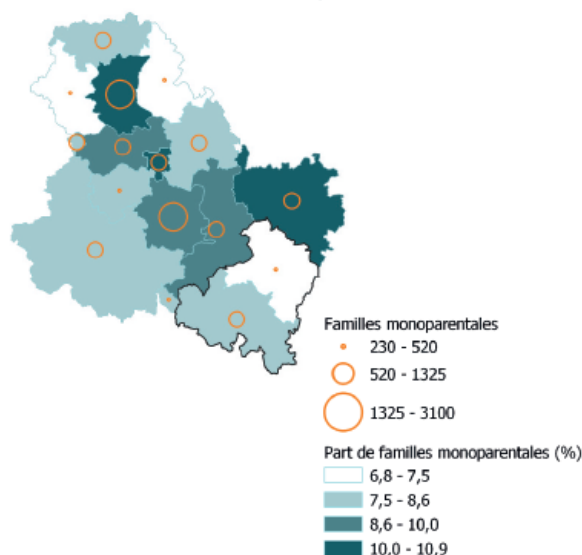 Familles monoparentales
230 - 520
520 - 1325
1325 - 3100
Part de familles monoparentales (%)
6,8 - 7,5
7,5 - 8,6
8,6 - 10,0
10,0 - 10,9